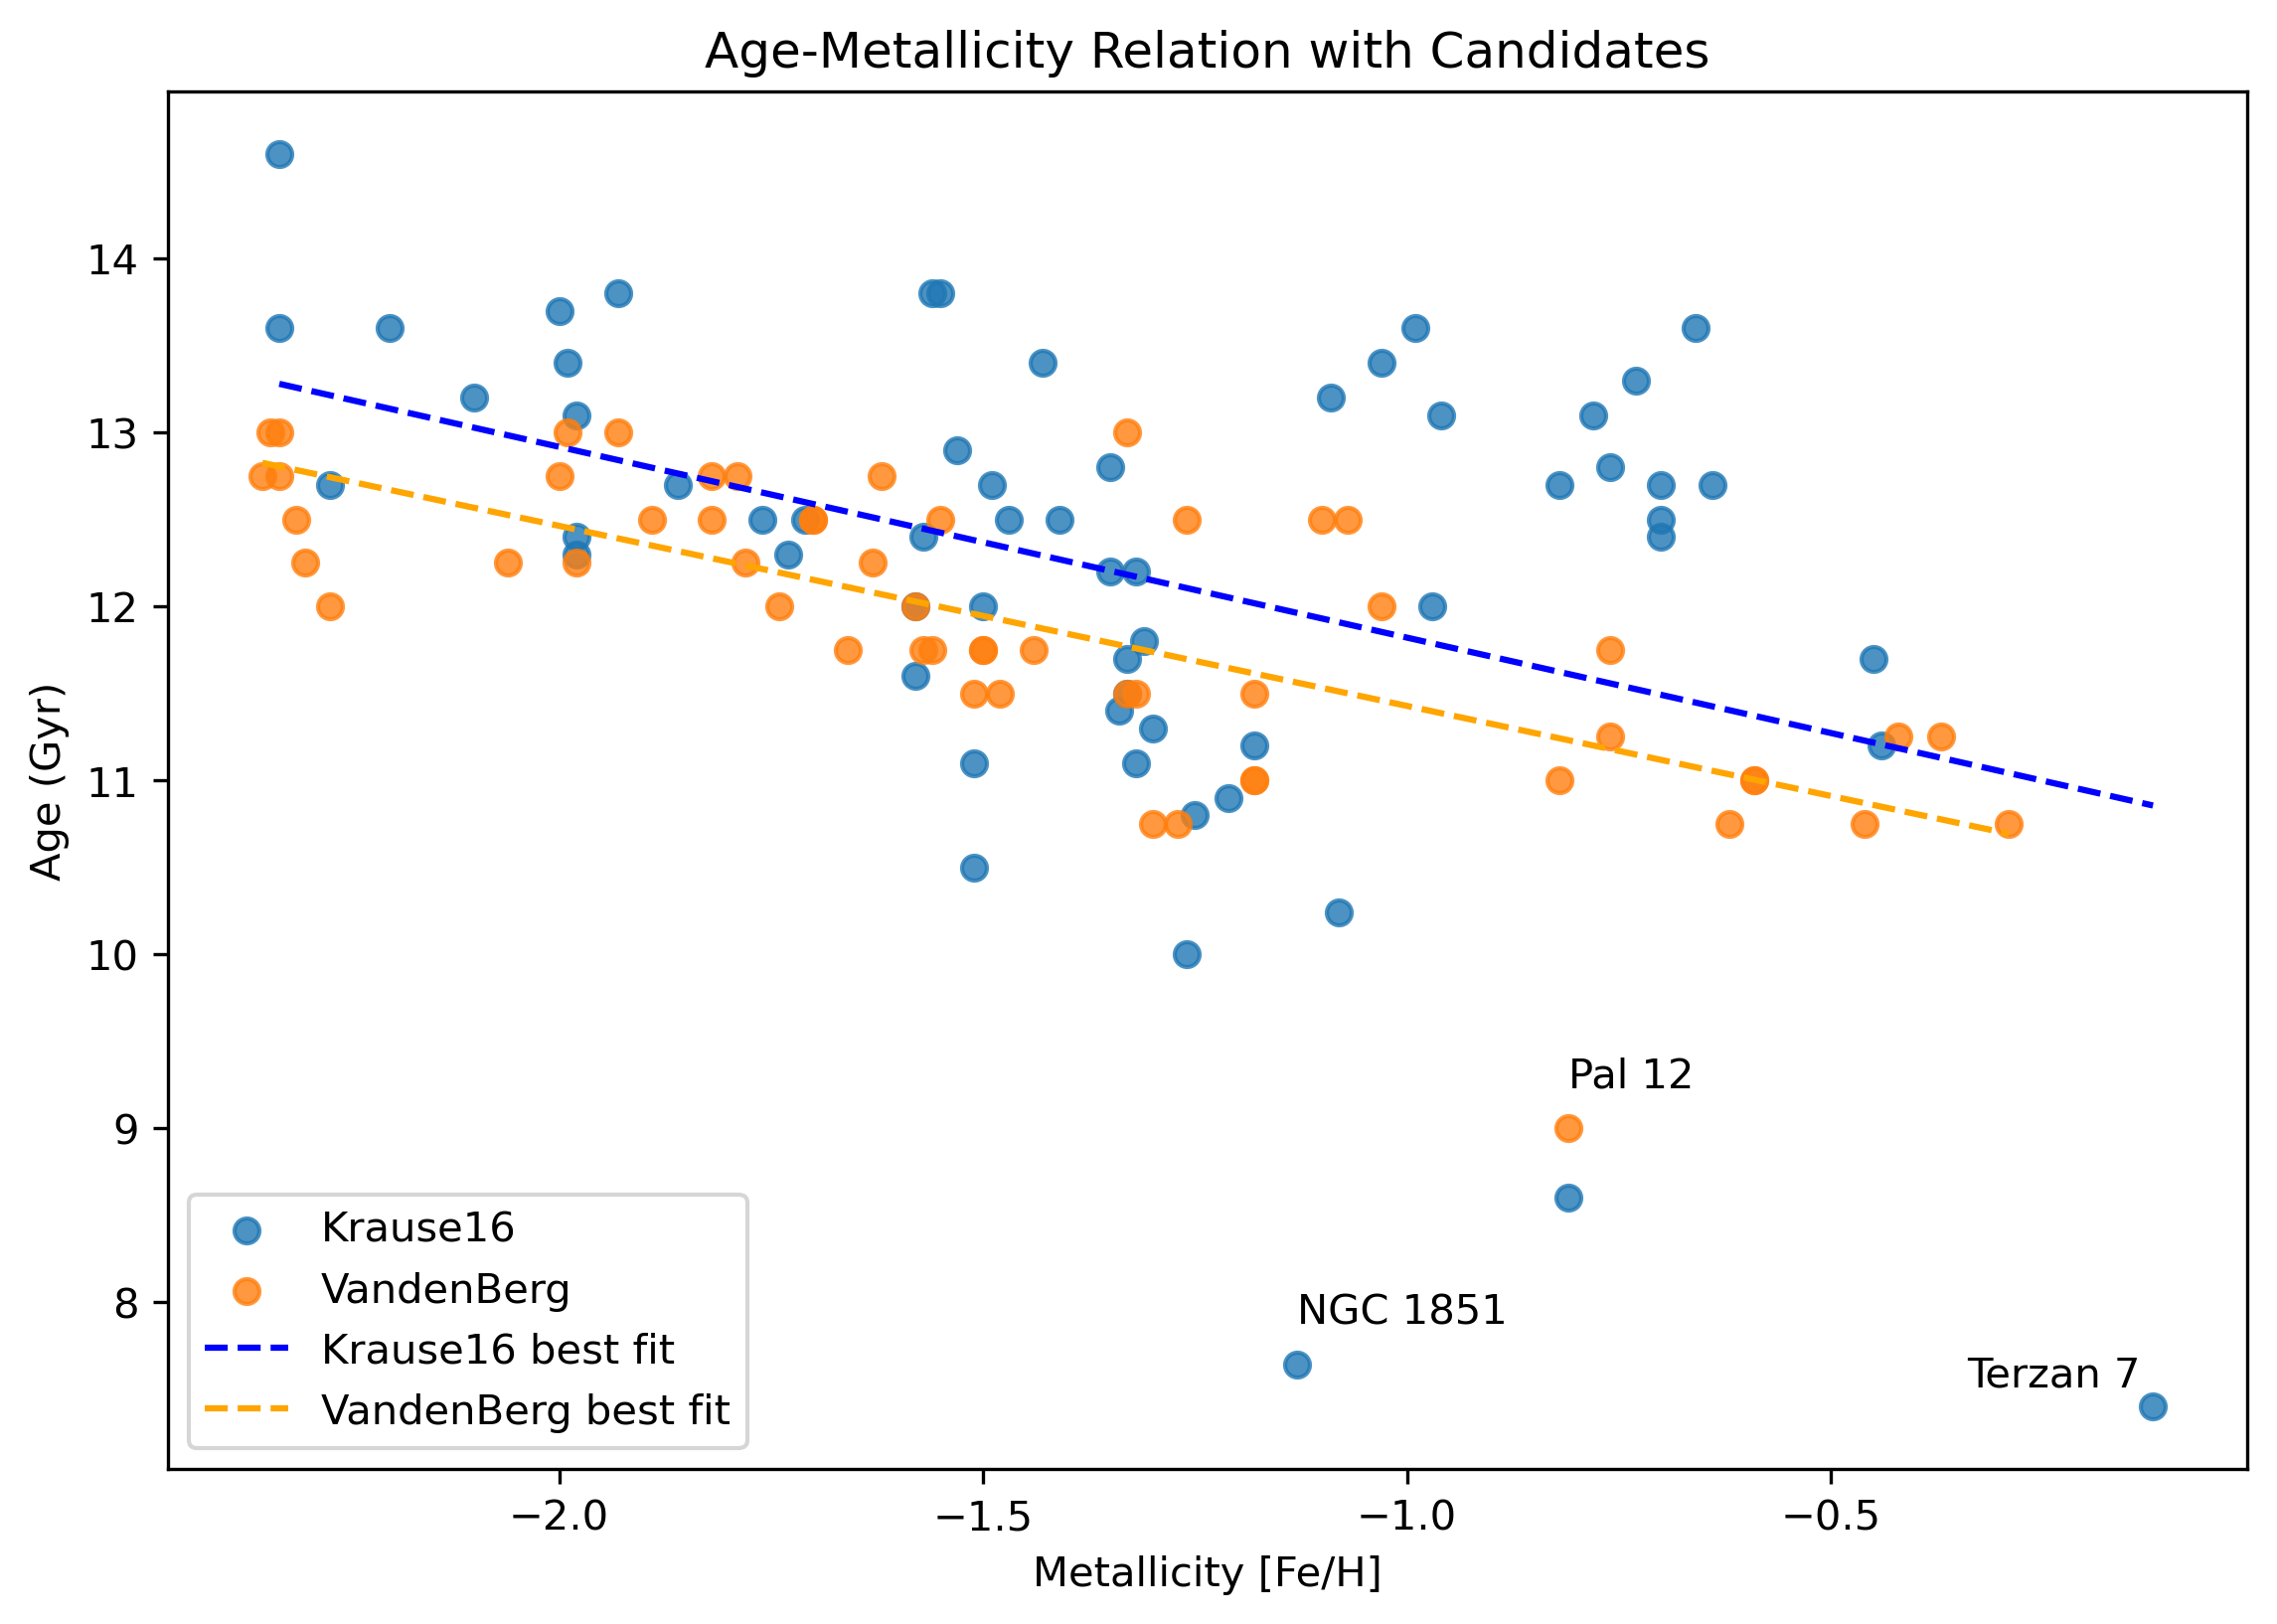 Age-Metallicity Relation with Candidates
Age (Gyr)
14
13
12
11
10
9
8
Pal 12
NGC 1851
Terzan 7
Krause16
VandenBerg
Krause16 best fit
VandenBerg best fit
−2.0 −1.5 −1.0 −0.5
Metallicity [Fe/H]